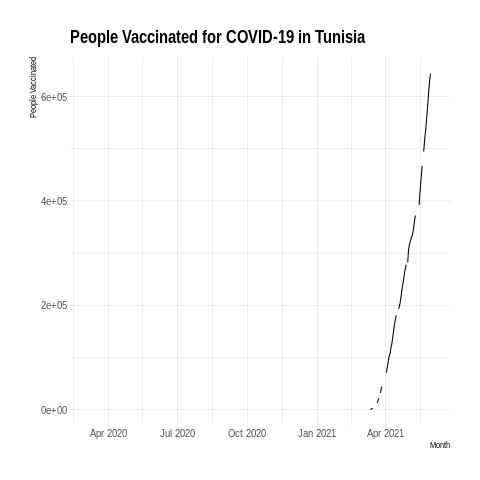 People Vaccinated for COVID-19 in Tunisia
People Vaccinated
6e+05
4e+05
2e+05
0e+00
Apr 2020 Jul 2020 Oct 2020 Jan 2021 Apr 2021
Month